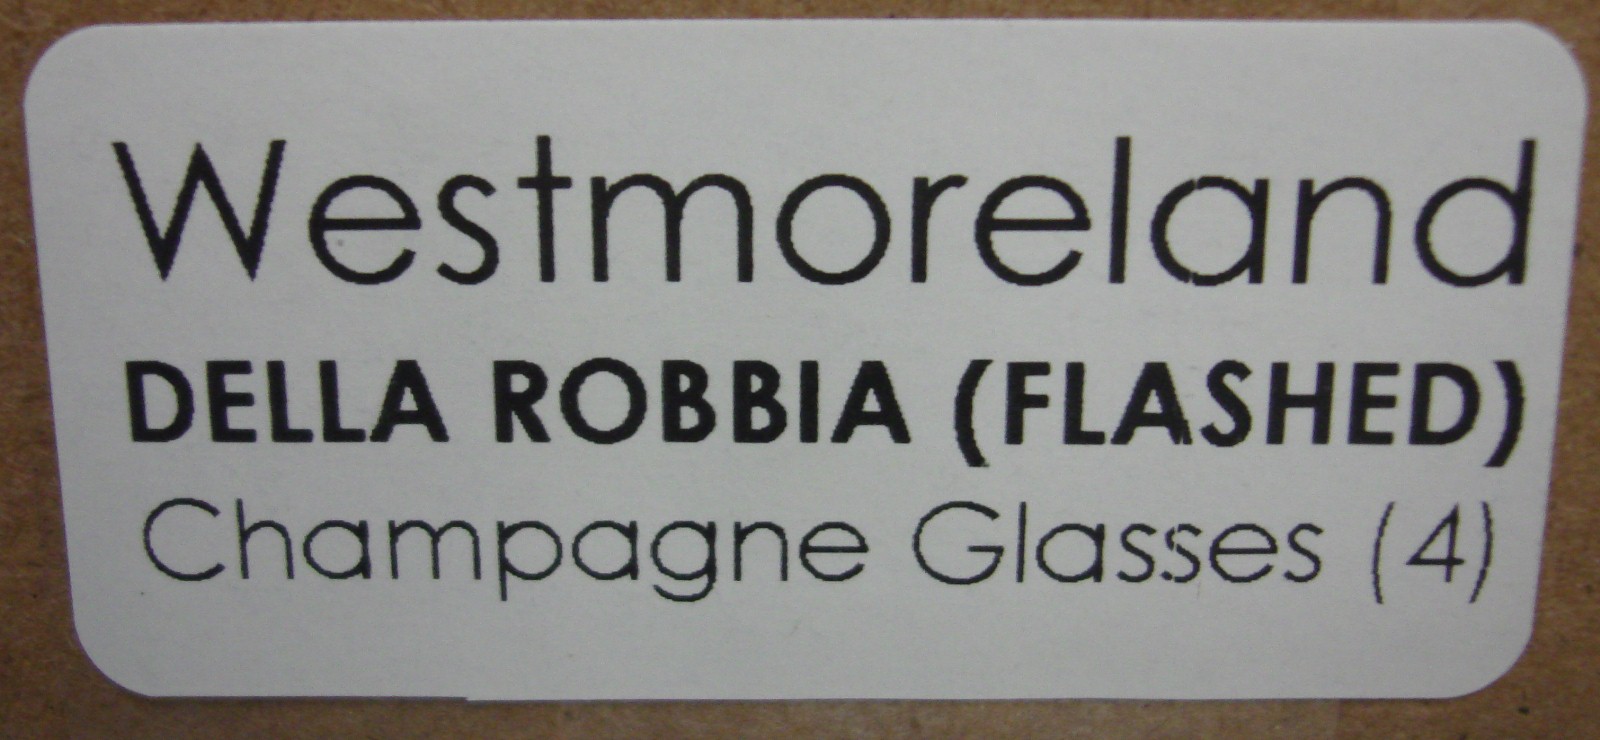 Westmoreland
DELLA ROBBIA (FLASHED)
Champagne Glasses (4)